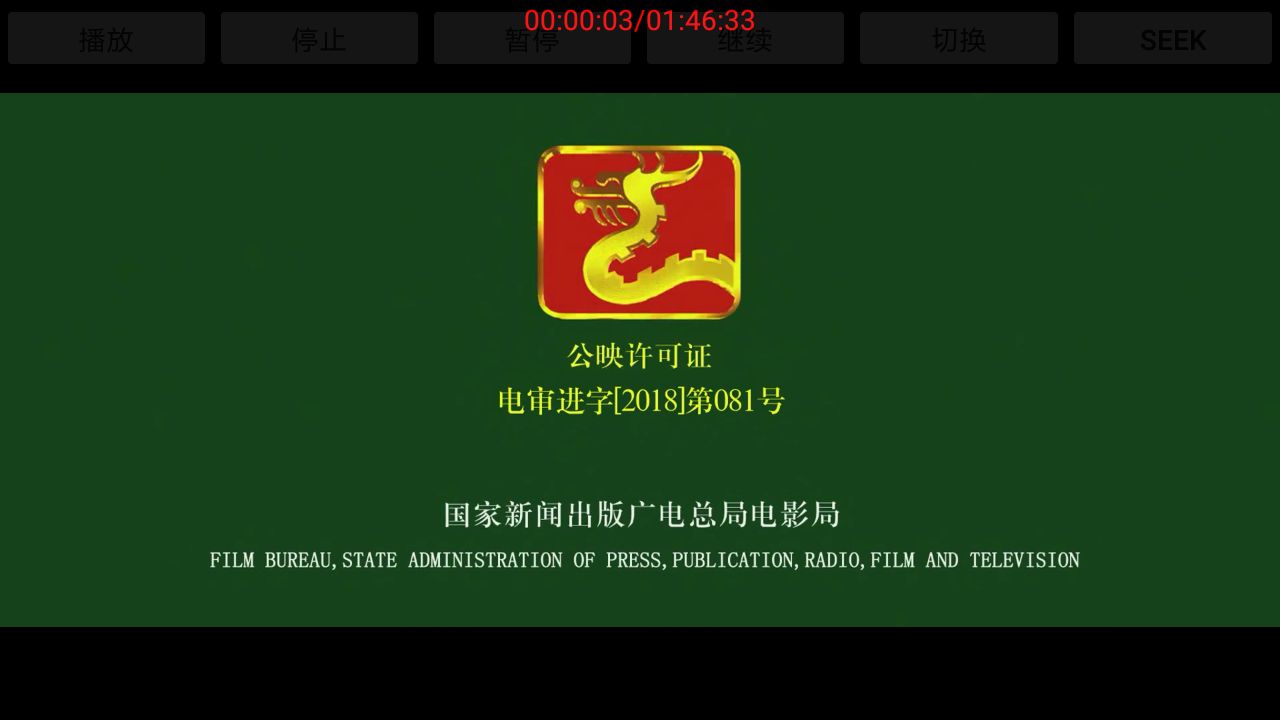 00:00:03/01:46:33
播放 停止 暂停 继续 切换 SEEK
公映许可证
电审进字[2018]第081号
国家新闻出版广电总局电影局
FILM BUREAU, STATE ADMINISTRATION OF PRESS, PUBLICATION, RADIO, FILM AND TELEVISION